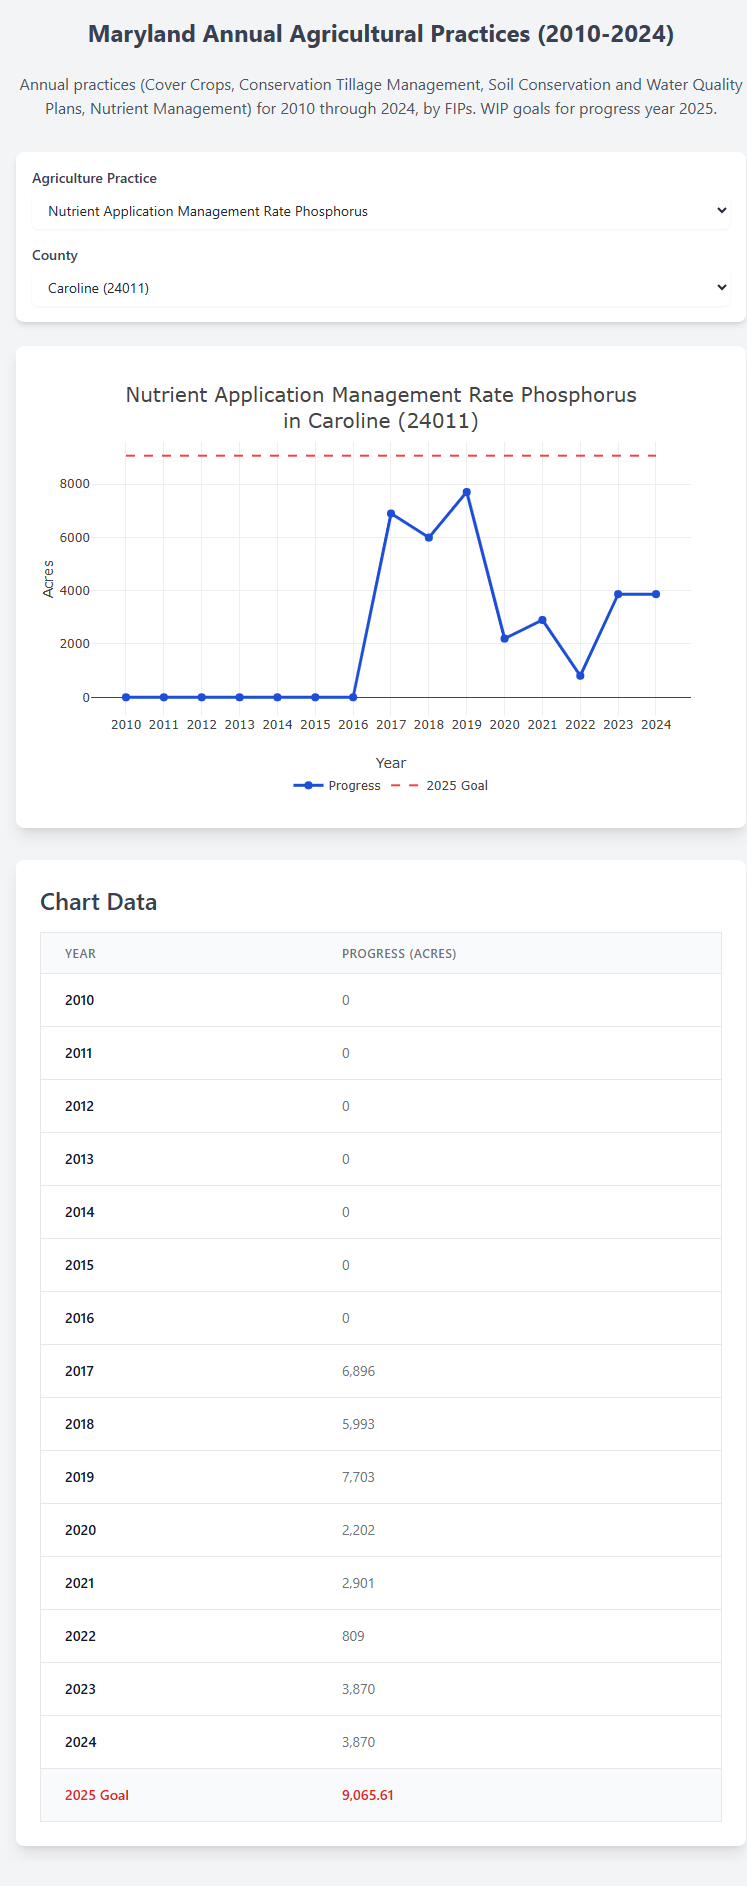 Maryland Annual Agricultural Practices (2010-2024)
Annual practices (Cover Crops, Conservation Tillage Management, Soil Conservation and Water Quality
Plans, Nutrient Management) for 2010 through 2024, by FIPs. WIP goals for progress year 2025.
Agriculture Practice
Nutrient Application Management Rate Phosphorus
County
Caroline (24011)
Nutrient Application Management Rate Phosphorus
in Caroline (24011)
8000
6000
4000
2000
0
Acres
2010 2011 2012 2013 2014 2015 2016 2017 2018 2019 2020 2021 2022 2023 2024
Year
Progress 2025 Goal
Chart Data
YEAR PROGRESS (ACRES)
2010 0
2011 0
2012 0
2013 0
2014 0
2015 0
2016 0
2017 6,896
2018 5,993
2019 7,703
2020 2,202
2021 2,901
2022 809
2023 3,870
2024 3,870
2025 Goal 9,065.61